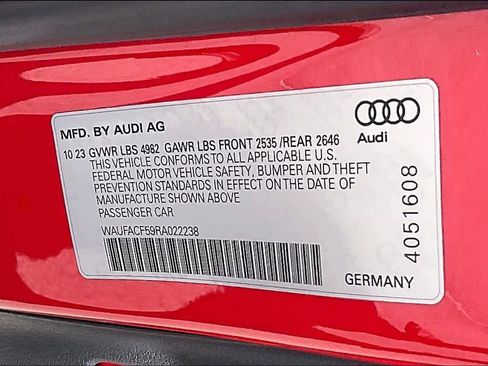 MFD. BY AUDI AG
Audi
10 23 GVWR LBS 4982 GAWR LBS FRONT 2535 /REAR 2646
THIS VEHICLE CONFORMS TO ALL APPLICABLE U.S.
FEDERAL MOTOR VEHICLE SAFETY, BUMPER AND THEFT
PREVENTION STANDARDS IN EFFECT ON THE DATE OF
MANUFACTURE SHOWN ABOVE
PASSENGER CAR
WAUFACF59RA022238
4051608
GERMANY